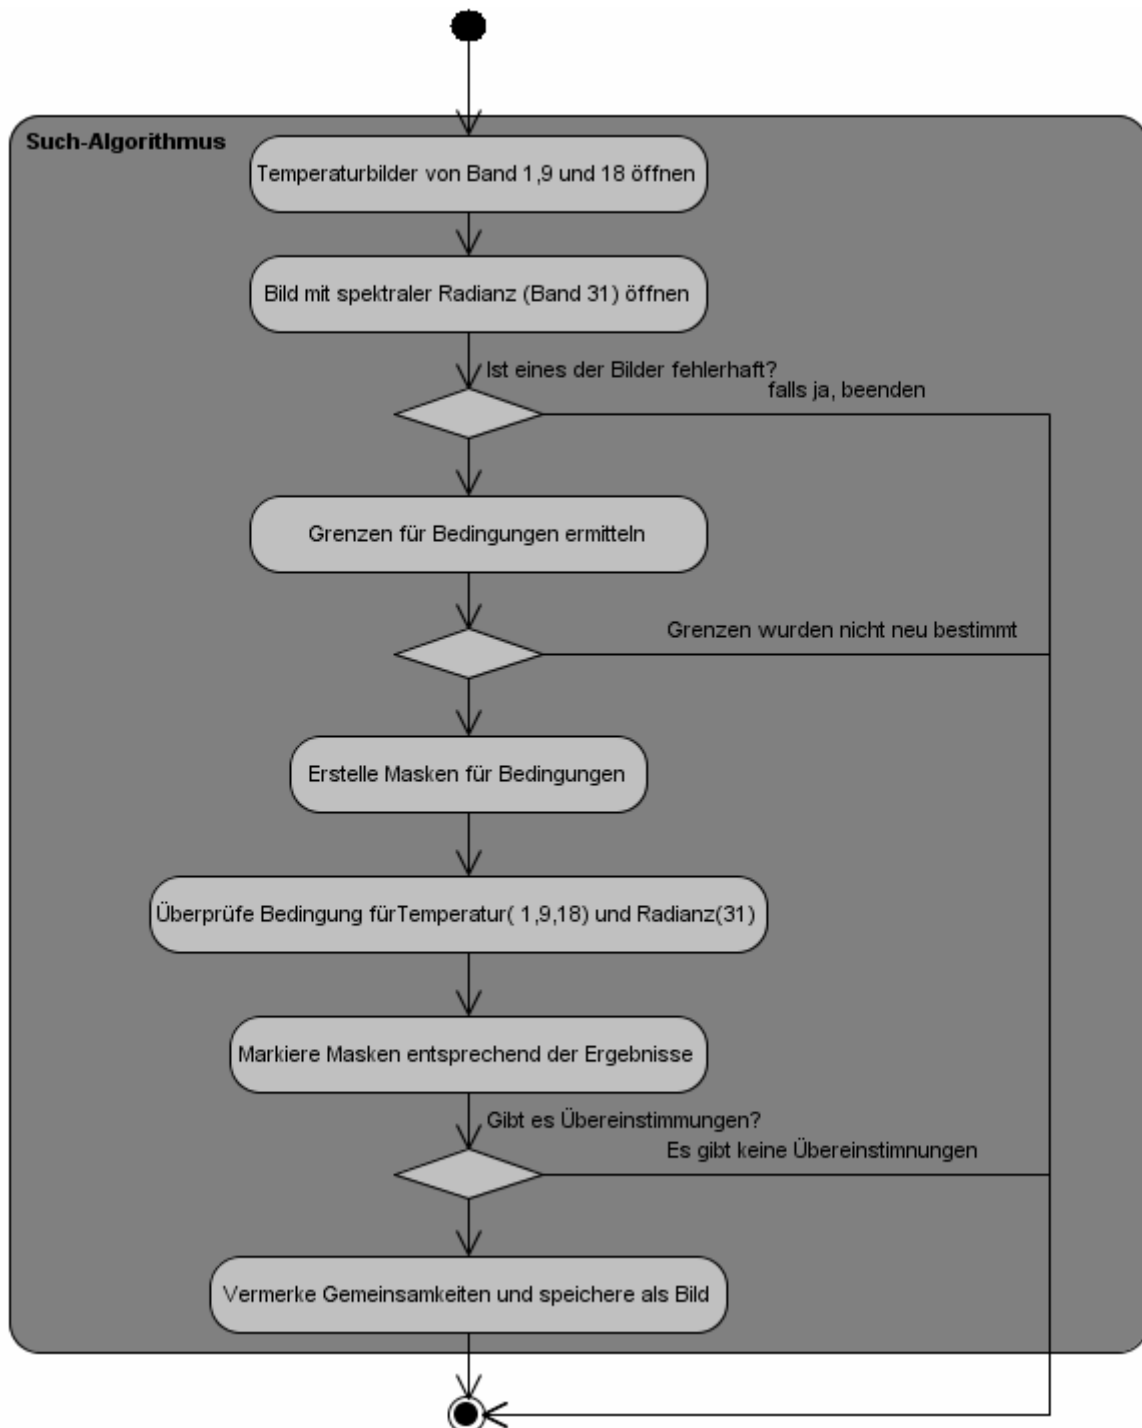 Such-Algorithmus
Temperaturbilder von Band 1,9 und 18 öffnen
Bild mit spektraler Radianz (Band 31) öffnen
Ist eines der Bilder fehlerhaft?
falls ja, beenden
Grenzen für Bedingungen ermitteln
Grenzen wurden nicht neu bestimmt
Erstelle Masken für Bedingungen
Überprüfe Bedingung fürTemperatur( 1,9,18) und Radianz(31)
Markiere Masken entsprechend der Ergebnisse
Gibt es Übereinstimmungen?
Es gibt keine Übereinstimnungen
Vermerke Gemeinsamkeiten und speichere als Bild